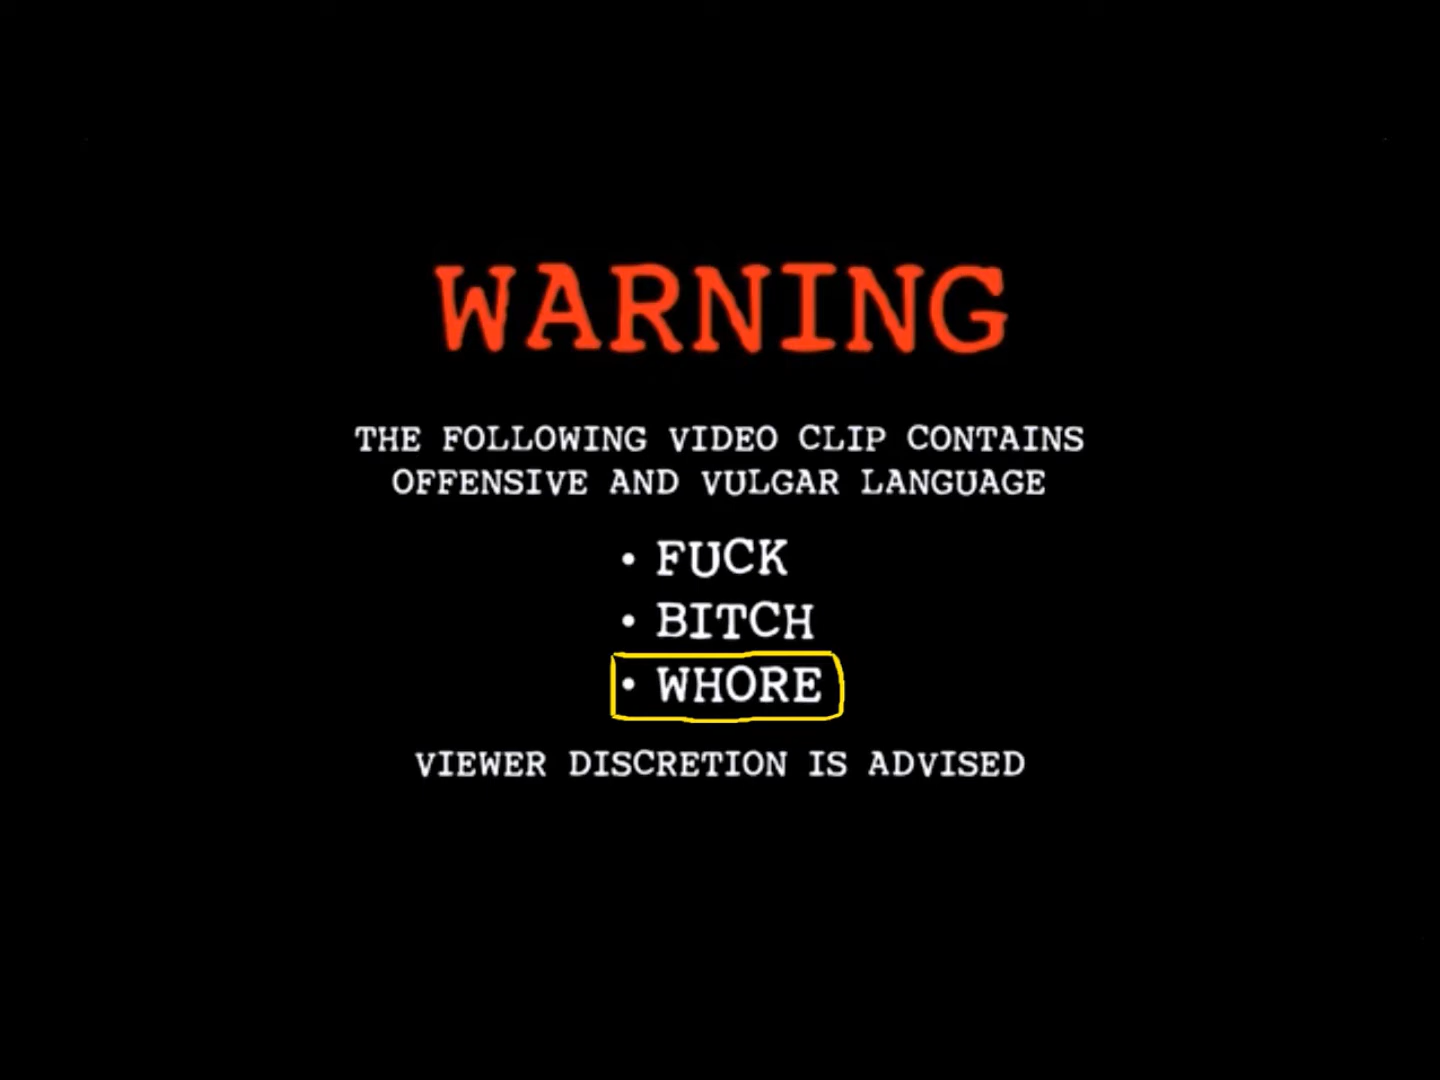 WARNING
THE FOLLOWING VIDEO CLIP CONTAINS
OFFENSIVE AND VULGAR LANGUAGE
• FUCK
• BITCH
• WHORE
VIEWER DISCRETION IS ADVISED